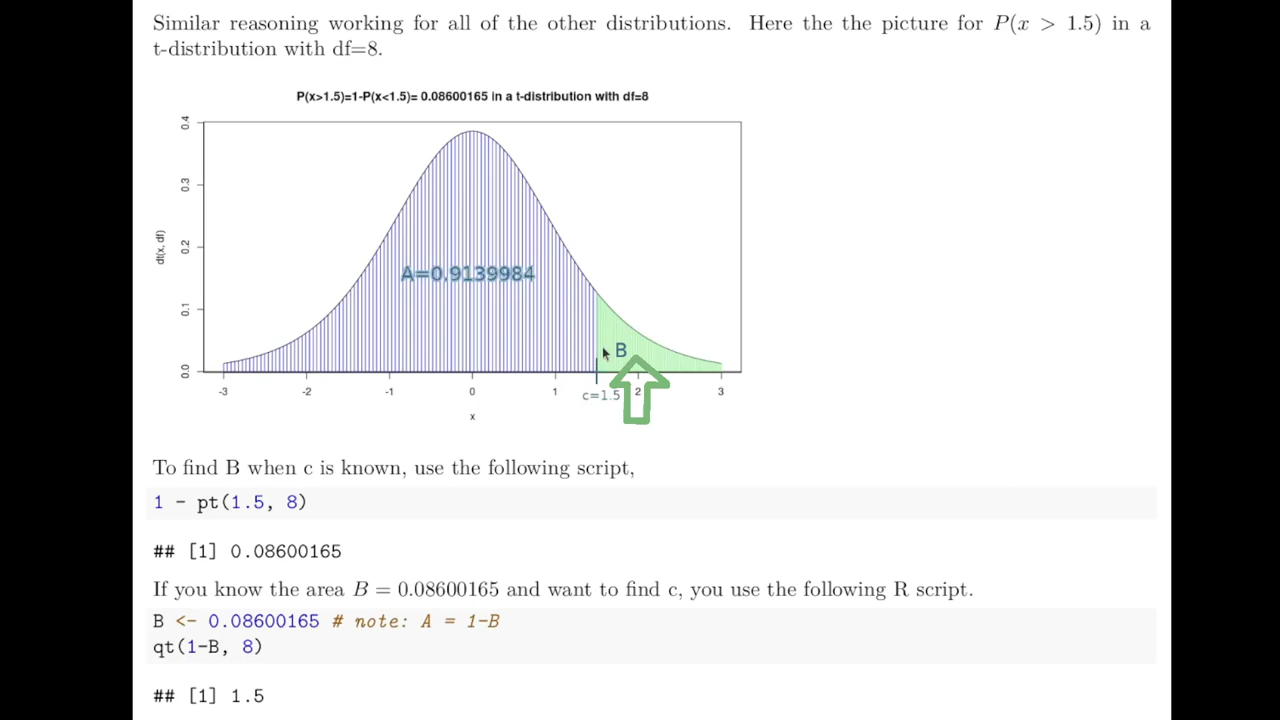 Similar reasoning working for all of the other distributions. Here the the picture for P(x > 1.5) in a
t-distribution with df=8.
P(x>1.5)=1-P(x<1.5)= 0.08600165 in a t-distribution with df=8
0.4
0.3
0.2
0.1
0.0
dt(x, df)
A=0.9139984
B
-3 -2 -1 0 1 2 3
c=1.5
x
To find B when c is known, use the following script,
1 - pt(1.5, 8)
## [1] 0.08600165
If you know the area B = 0.08600165 and want to find c, you use the following R script.
B <- 0.08600165 # note: A = 1-B
qt(1-B, 8)
## [1] 1.5